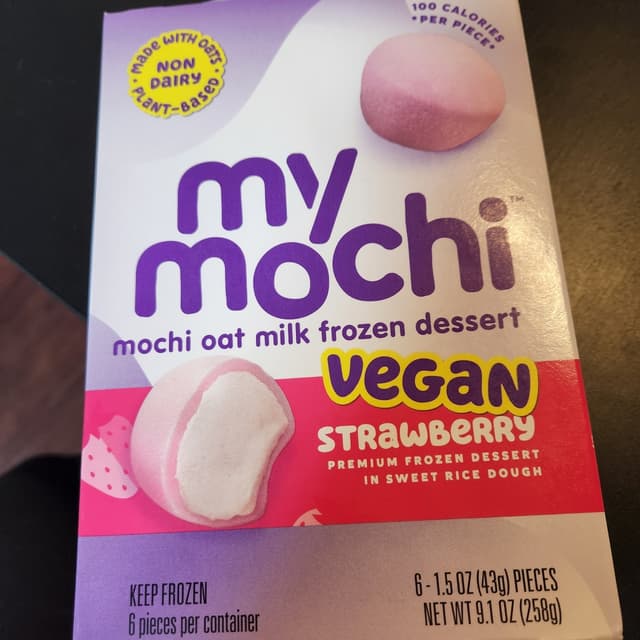 MADE WITH OATS
NON
DAIRY
PLANT-BASED
100 CALORIES
•PER PIECE•
my
mochi™
mochi oat milk frozen dessert
VEGAN
STRAWBERRY
PREMIUM FROZEN DESSERT
IN SWEET RICE DOUGH
KEEP FROZEN
6 pieces per container
6 - 1.5 OZ (43g) PIECES
NET WT 9.1 OZ (258g)